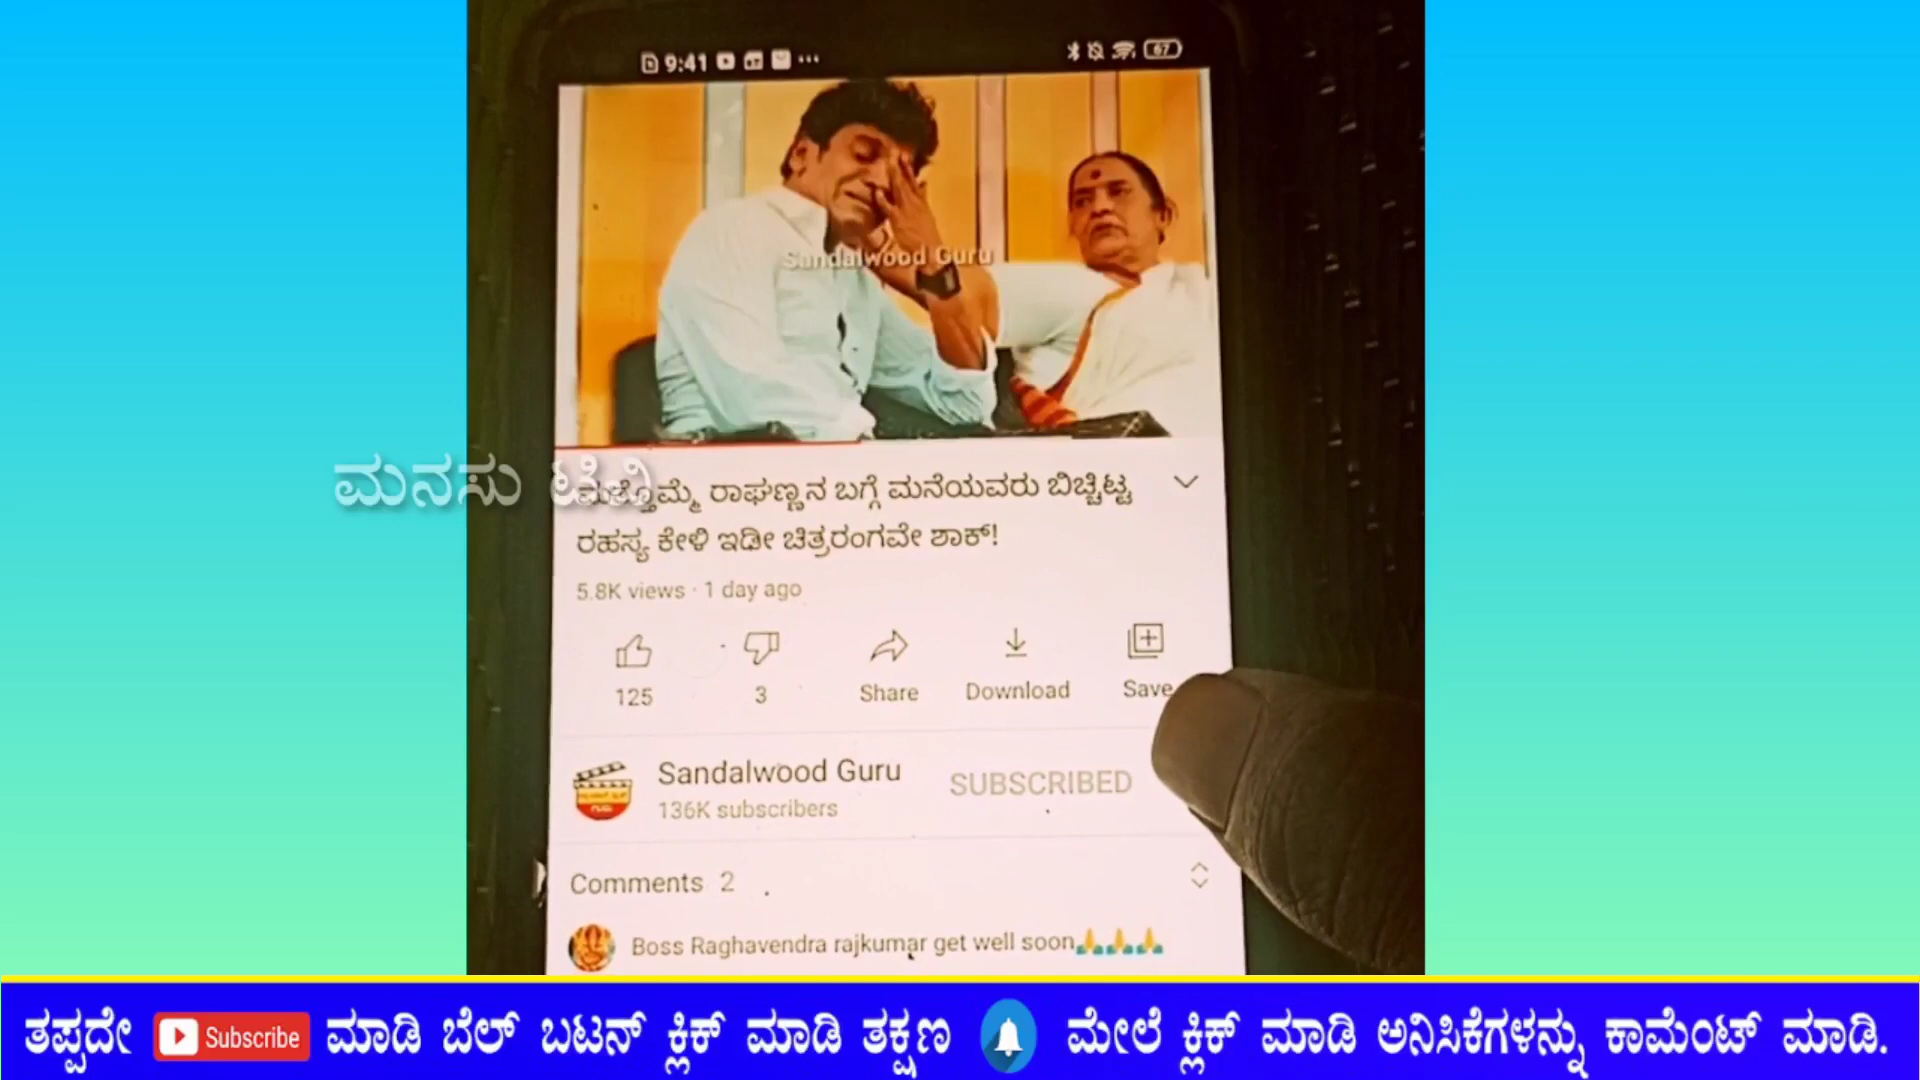 9:41
67
Sandalwood Guru
ಮನಸು ಟಿವಿ
ಮತ್ತೊಮ್ಮೆ ರಾಘಣ್ಣನ ಬಗ್ಗೆ ಮನೆಯವರು ಬಿಚ್ಚಿಟ್ಟ
ರಹಸ್ಯ ಕೇಳಿ ಇಡೀ ಚಿತ್ರರಂಗವೇ ಶಾಕ್!
5.8K views · 1 day ago
125 3 Share Download Save
Sandalwood Guru
SUBSCRIBED
136K subscribers
Comments 2
Boss Raghavendra rajkumar get well soon🙏🙏🙏
ತಪ್ಪದೇ Subscribe ಮಾಡಿ ಬೆಲ್ ಬಟನ್ ಕ್ಲಿಕ್ ಮಾಡಿ ತಕ್ಷಣ 🔔 ಮೇಲೆ ಕ್ಲಿಕ್ ಮಾಡಿ ಅನಿಸಿಕೆಗಳನ್ನು ಕಾಮೆಂಟ್ ಮಾಡಿ.